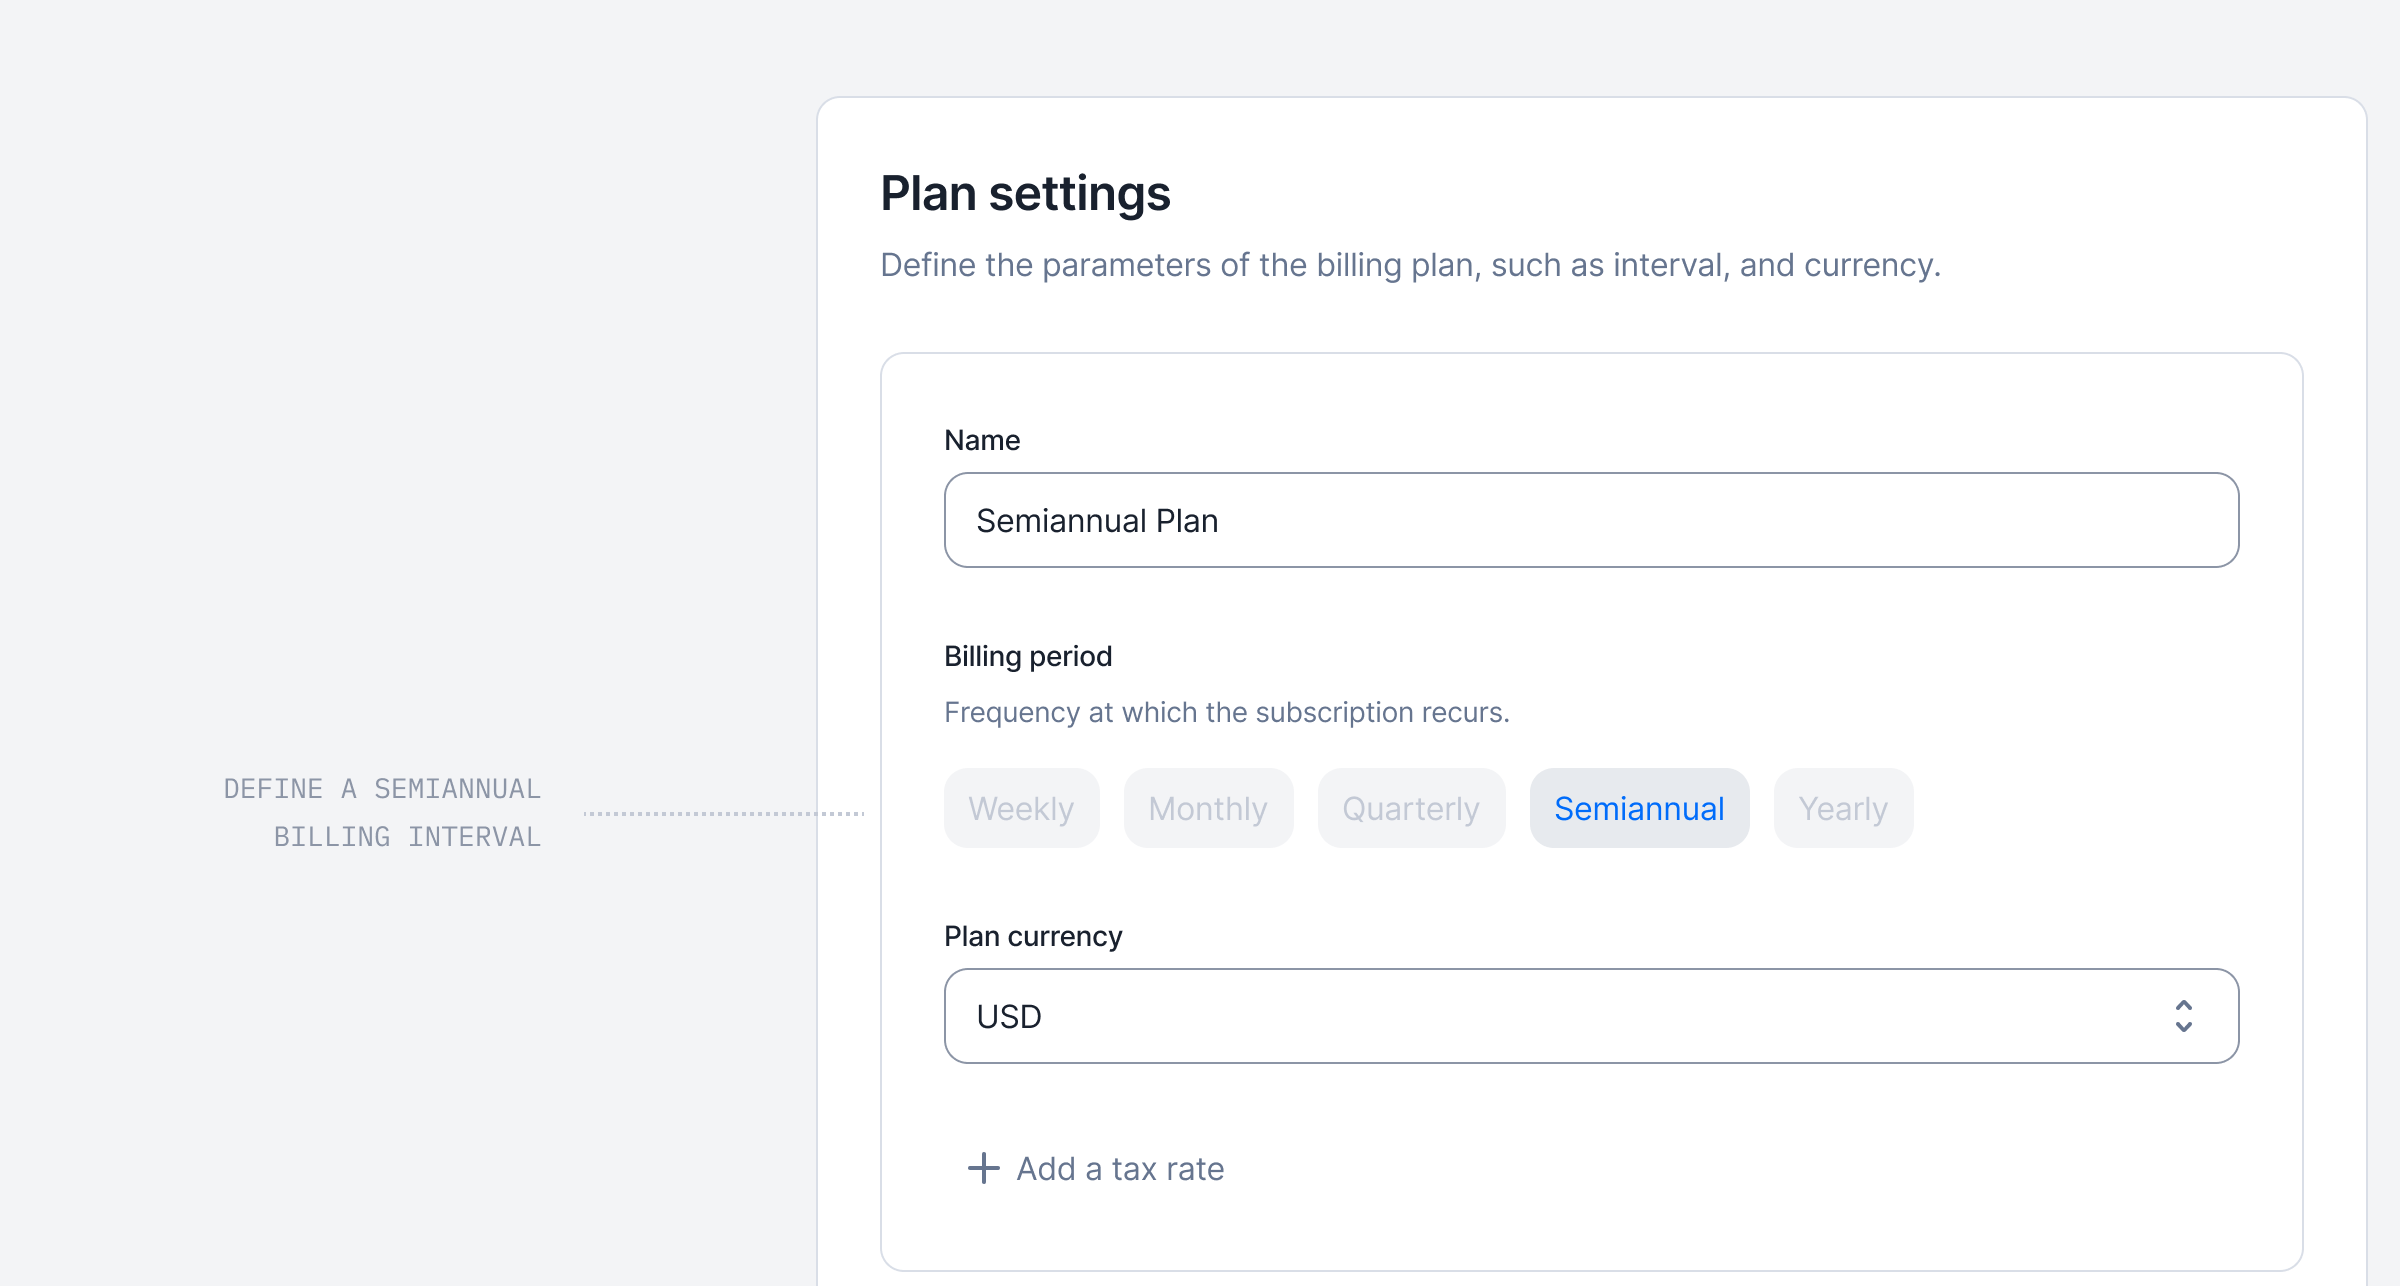 Plan settings
Define the parameters of the billing plan, such as interval, and currency.
Name
Semiannual Plan
Billing period
Frequency at which the subscription recurs.
DEFINE A SEMIANNUAL
BILLING INTERVAL
Weekly Monthly Quarterly Semiannual Yearly
Plan currency
USD
Add a tax rate